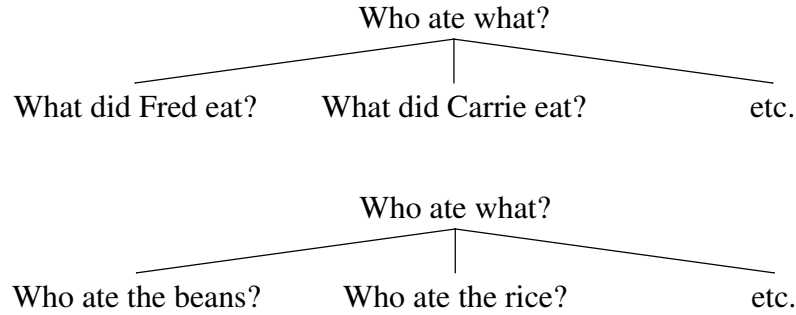 Who ate what?
What did Fred eat? What did Carrie eat? etc.
Who ate what?
Who ate the beans? Who ate the rice? etc.